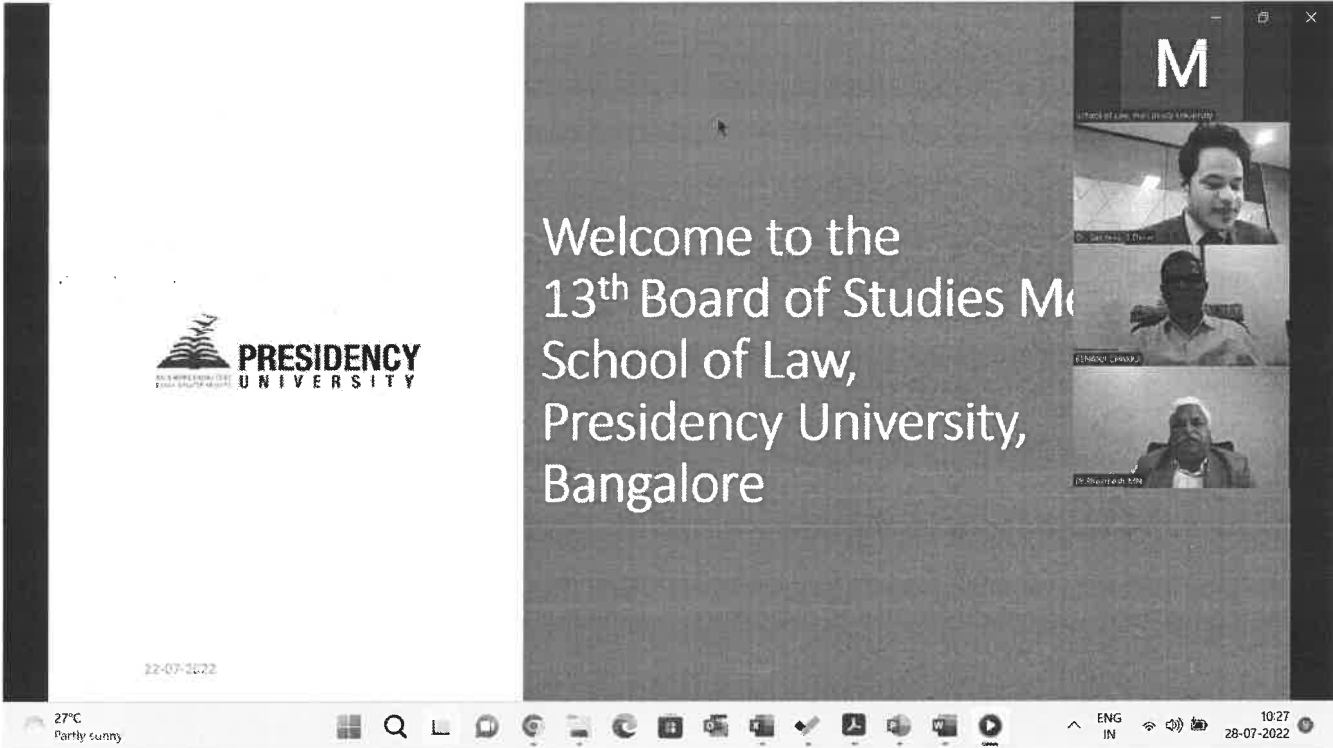 M
PRESIDENCY
UNIVERSITY
22-07-2022
Welcome to the
13th Board of Studies Me
School of Law,
Presidency University,
Bangalore
27°C
Partly sunny
ENG
IN
10:27
28-07-2022